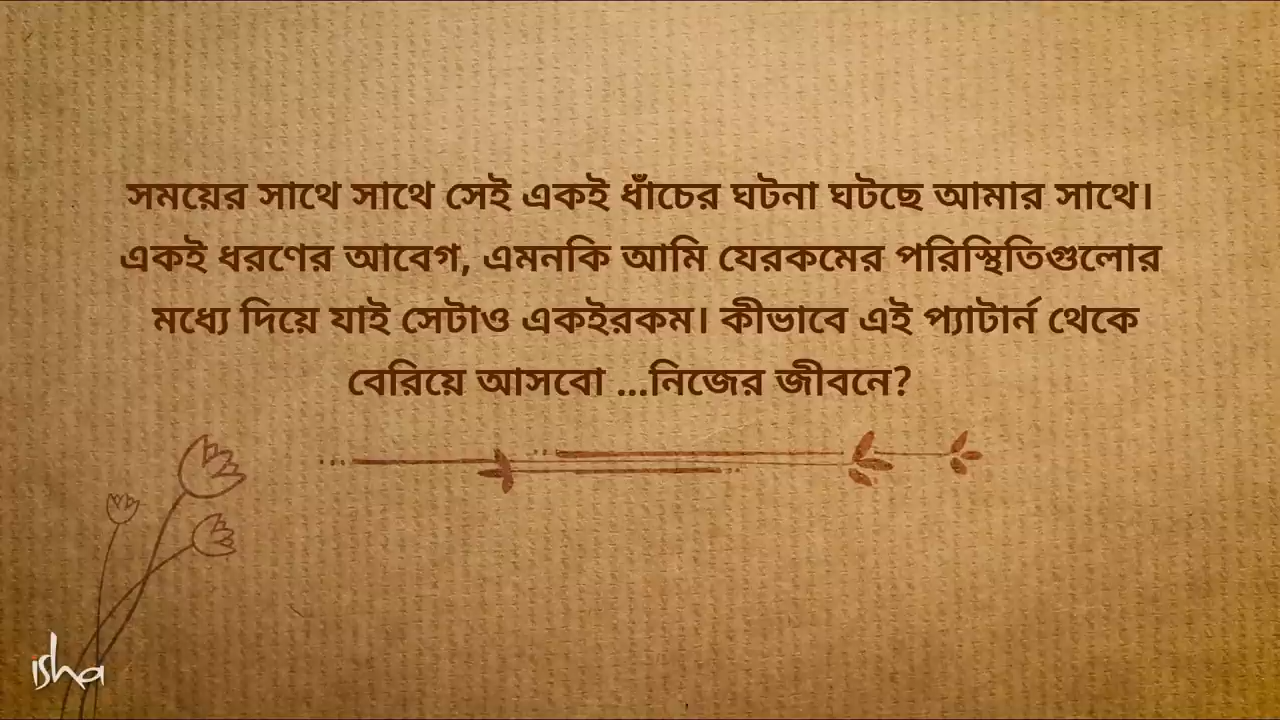 সময়ের সাথে সাথে সেই একই ধাঁচের ঘটনা ঘটছে আমার সাথে।
একই ধরণের আবেগ, এমনকি আমি যেরকমের পরিস্থিতিগুলোর
মধ্যে দিয়ে যাই সেটাও একইরকম। কীভাবে এই প্যাটার্ন থেকে
বেরিয়ে আসবো ...নিজের জীবনে?
isha